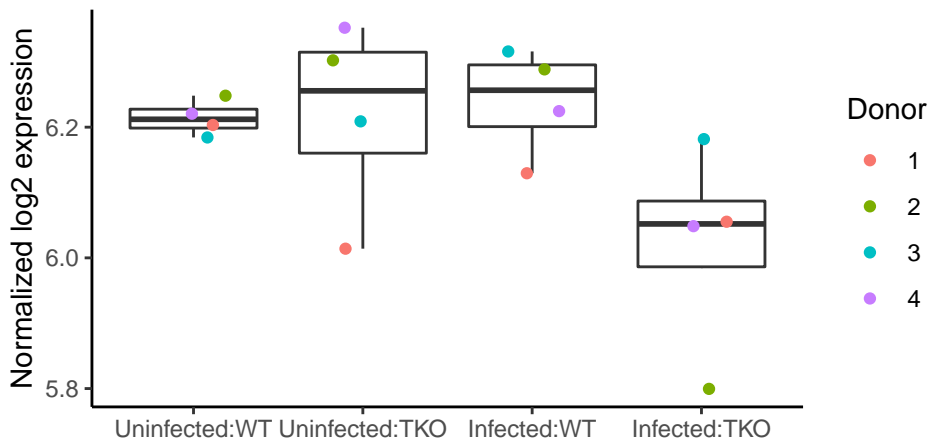 Normalized log2 expression
6.2
6.0
5.8
Uninfected:WT
Uninfected:TKO
Infected:WT
Infected:TKO
Donor
1
2
3
4